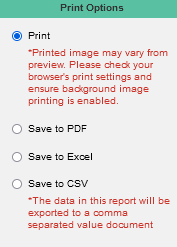 Print Options
Print
*Printed image may vary from
preview. Please check your
browser's print settings and
ensure background image
printing is enabled.
Save to PDF
Save to Excel
Save to CSV
*The data in this report will be
exported to a comma
separated value document